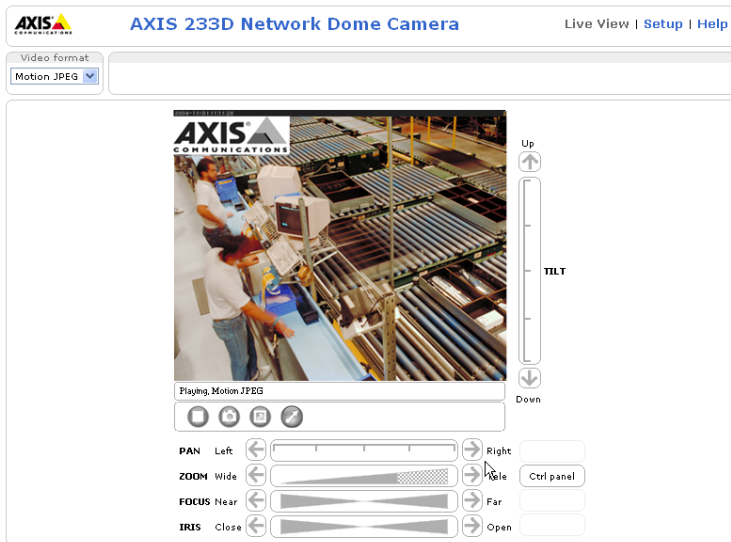 AXIS
COMMUNICATIONS
AXIS 233D Network Dome Camera
Live View | Setup | Help
Video format
Motion JPEG
AXIS
COMMUNICATIONS
Up
TILT
Down
Playing, Motion JPEG
PAN Left Right
ZOOM Wide Tele Ctrl panel
FOCUS Near Far
IRIS Close Open